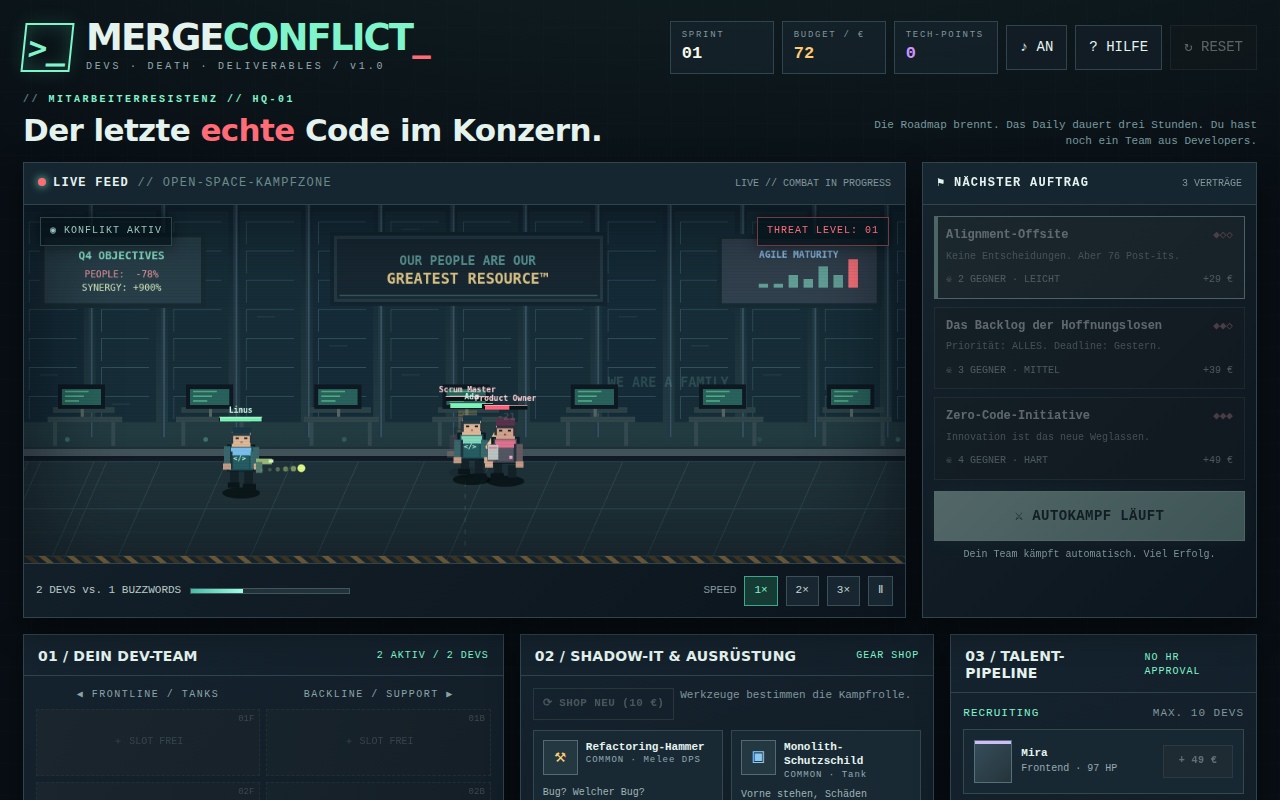 >_ MERGECONFLICT_
DEVS · DEATH · DELIVERABLES / v1.0
SPRINT
01
BUDGET / €
72
TECH-POINTS
0
♪ AN
? HILFE
↻ RESET
// MITARBEITERRESISTENZ // HQ-01
Der letzte echte Code im Konzern.
Die Roadmap brennt. Das Daily dauert drei Stunden. Du hast
noch ein Team aus Developers.
LIVE FEED // OPEN-SPACE-KAMPFZONE
LIVE // COMBAT IN PROGRESS
◉ KONFLIKT AKTIV
THREAT LEVEL: 01
Q4 OBJECTIVES
PEOPLE: -78%
SYNERGY: +900%
OUR PEOPLE ARE OUR
GREATEST RESOURCE™
AGILE MATURITY
WE ARE A FAMILY
Scrum Master
Ada
Product Owner
Linus
</>
</>
2 DEVS vs. 1 BUZZWORDS
SPEED
1×
2×
3×
Ⅱ
⚑ NÄCHSTER AUFTRAG
3 VERTRÄGE
Alignment-Offsite
◆◇◇
Keine Entscheidungen. Aber 76 Post-its.
☠ 2 GEGNER · LEICHT
+29 €
Das Backlog der Hoffnungslosen
◆◆◇
Priorität: ALLES. Deadline: Gestern.
☠ 3 GEGNER · MITTEL
+39 €
Zero-Code-Initiative
◆◆◆
Innovation ist das neue Weglassen.
☠ 4 GEGNER · HART
+49 €
⚔ AUTOKAMPF LÄUFT
Dein Team kämpft automatisch. Viel Erfolg.
01 / DEIN DEV-TEAM
2 AKTIV / 2 DEVS
◀ FRONTLINE / TANKS
BACKLINE / SUPPORT ▶
01F
+ SLOT FREI
01B
+ SLOT FREI
02F
02B
02 / SHADOW-IT & AUSRÜSTUNG
GEAR SHOP
⟳ SHOP NEU (10 €)
Werkzeuge bestimmen die Kampfrolle.
Refactoring-Hammer
COMMON · Melee DPS
Bug? Welcher Bug?
Monolith-
Schutzschild
COMMON · Tank
Vorne stehen, Schäden
03 / TALENT-
PIPELINE
NO HR
APPROVAL
RECRUITING
MAX. 10 DEVS
Mira
Frontend · 97 HP
+ 49 €